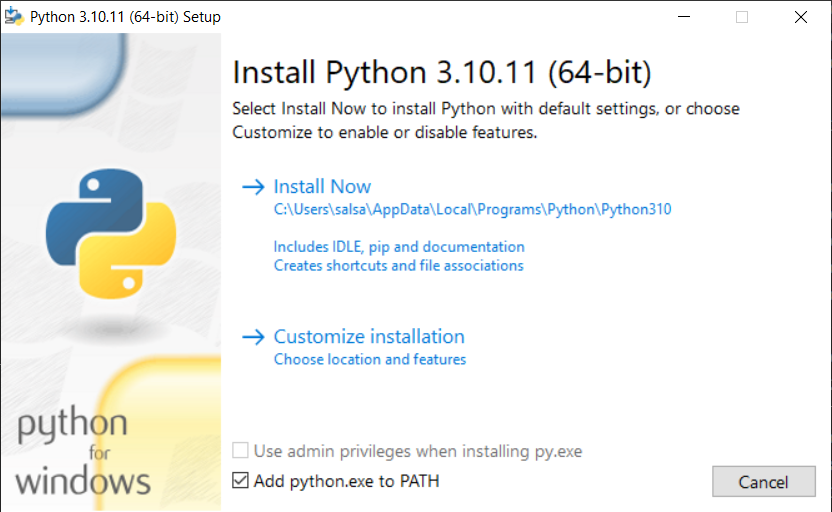 Python 3.10.11 (64-bit) Setup
Install Python 3.10.11 (64-bit)
Select Install Now to install Python with default settings, or choose
Customize to enable or disable features.
Install Now
C:\Users\salsa\AppData\Local\Programs\Python\Python310
Includes IDLE, pip and documentation
Creates shortcuts and file associations
Customize installation
Choose location and features
python
for
windows
Use admin privileges when installing py.exe
Add python.exe to PATH
Cancel